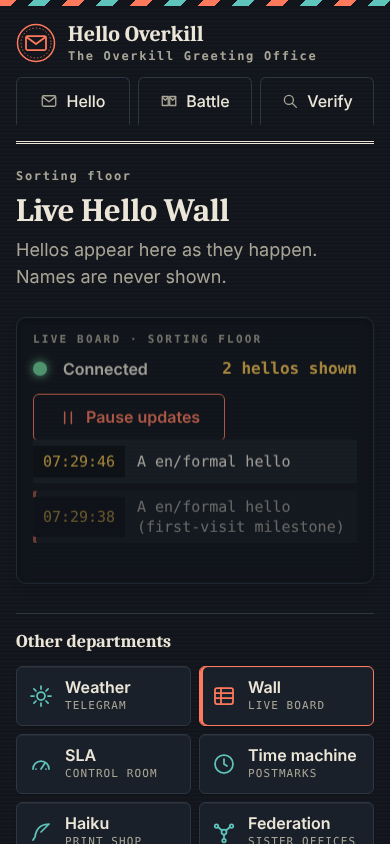 Hello Overkill
The Overkill Greeting Office
Hello
Battle
Verify
Sorting floor
Live Hello Wall
Hellos appear here as they happen.
Names are never shown.
LIVE BOARD · SORTING FLOOR
Connected
2 hellos shown
Pause updates
07:29:46 A en/formal hello
07:29:38 A en/formal hello
(first-visit milestone)
Other departments
Weather
TELEGRAM
Wall
LIVE BOARD
SLA
CONTROL ROOM
Time machine
POSTMARKS
Haiku
PRINT SHOP
Federation
SISTER OFFICES